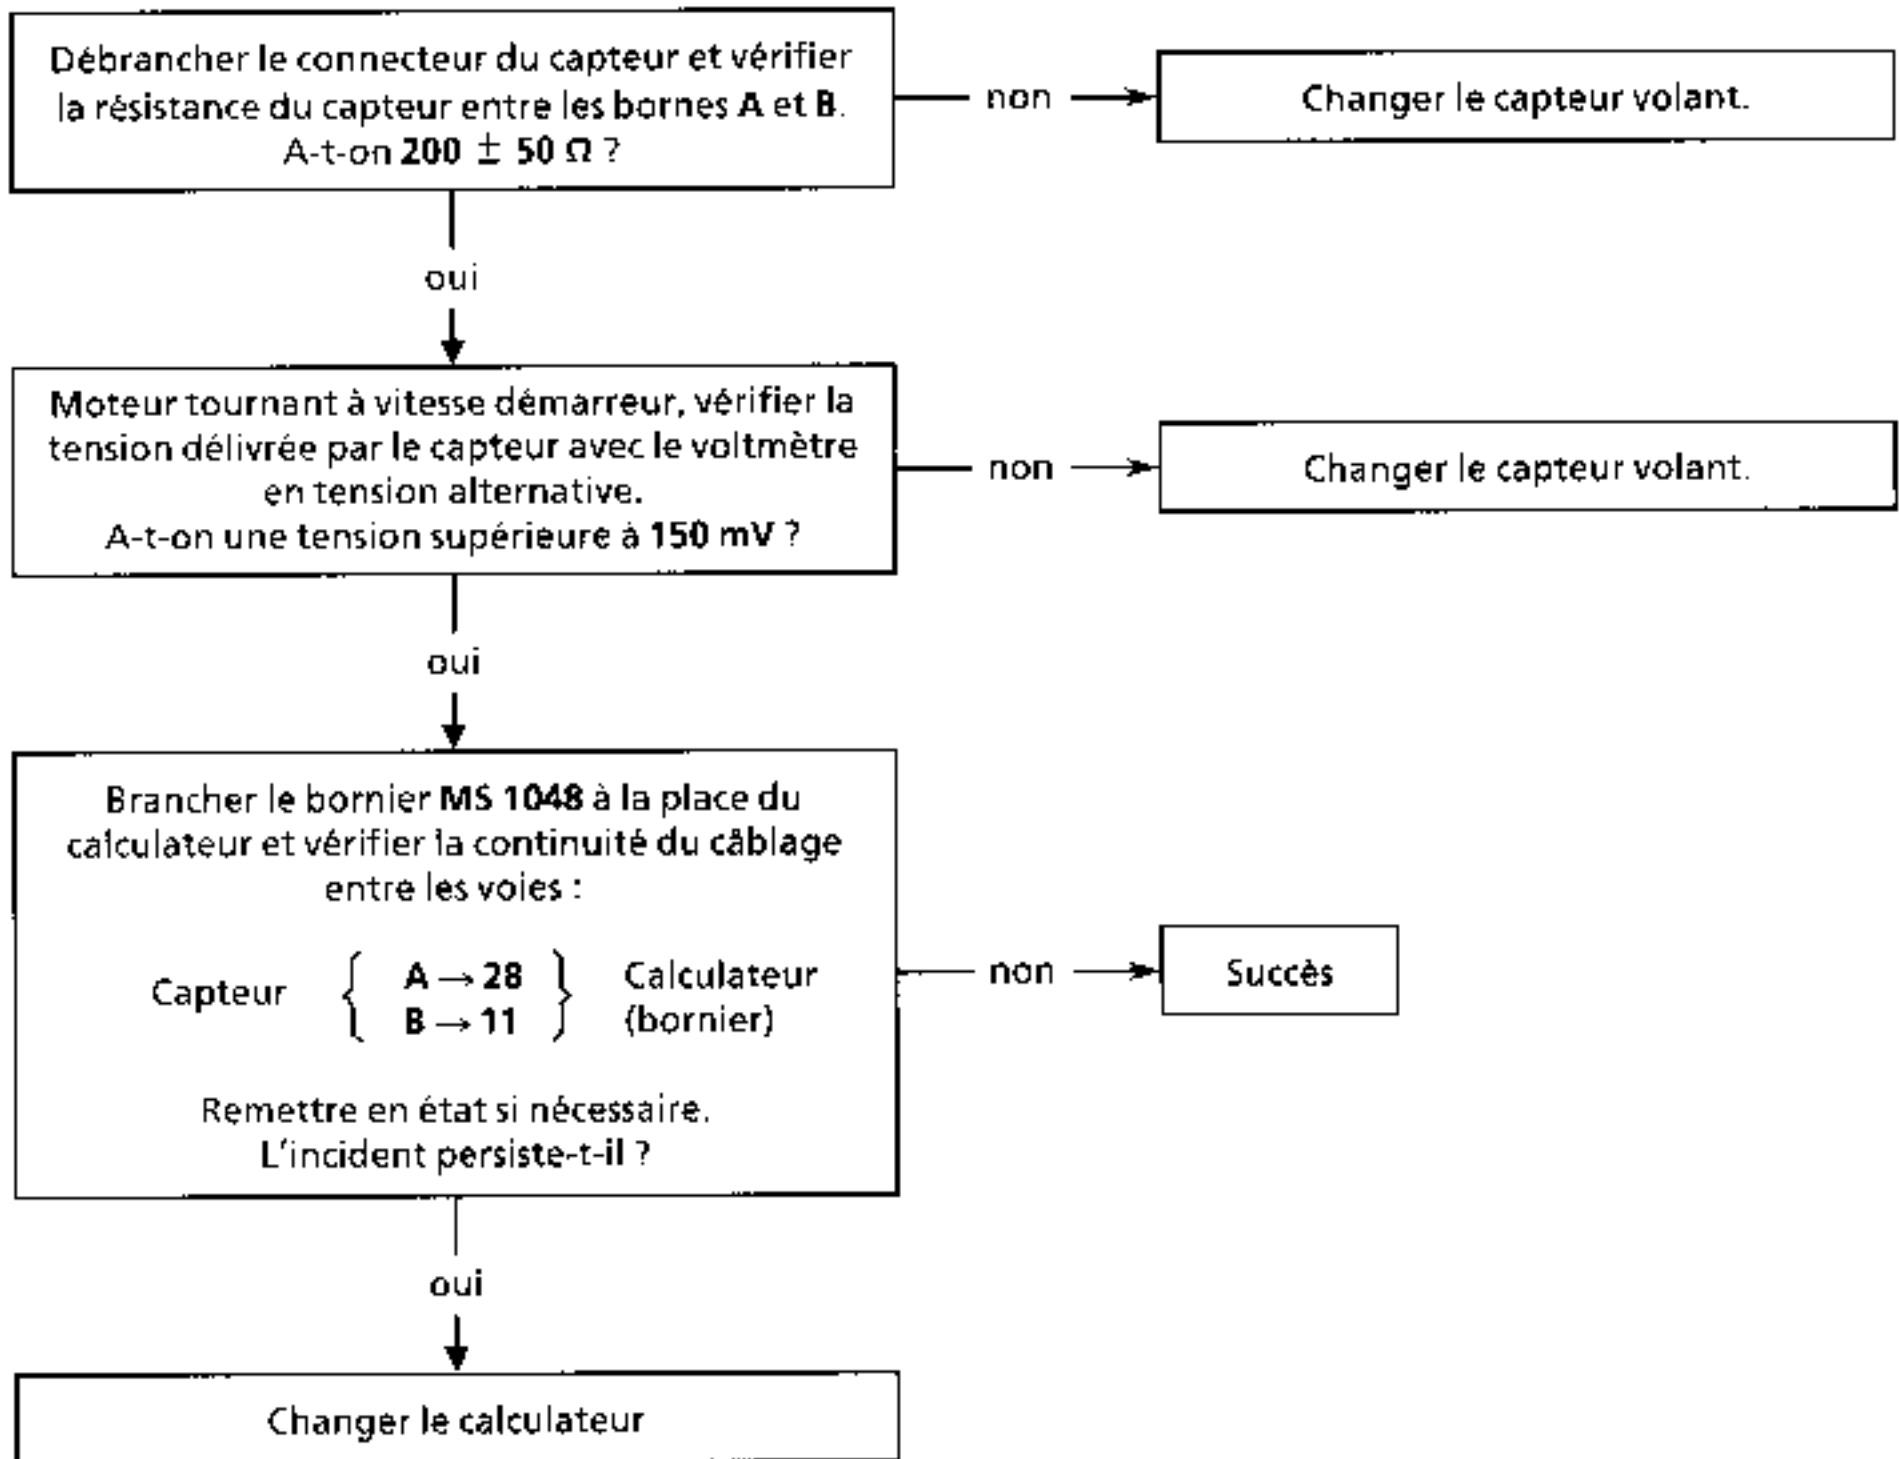 Débrancher le connecteur du capteur et vérifier
la résistance du capteur entre les bornes A et B.
A-t-on 200 ± 50 Ω ?
non
Changer le capteur volant.
oui
Moteur tournant à vitesse démarreur, vérifier la
tension délivrée par le capteur avec le voltmètre
en tension alternative.
A-t-on une tension supérieure à 150 mV ?
non
Changer le capteur volant.
oui
Brancher le bornier MS 1048 à la place du
calculateur et vérifier la continuité du câblage
entre les voies :
Capteur { A → 28 } Calculateur
B → 11 (bornier)
Remettre en état si nécessaire.
L'incident persiste-t-il ?
non
Succès
oui
Changer le calculateur